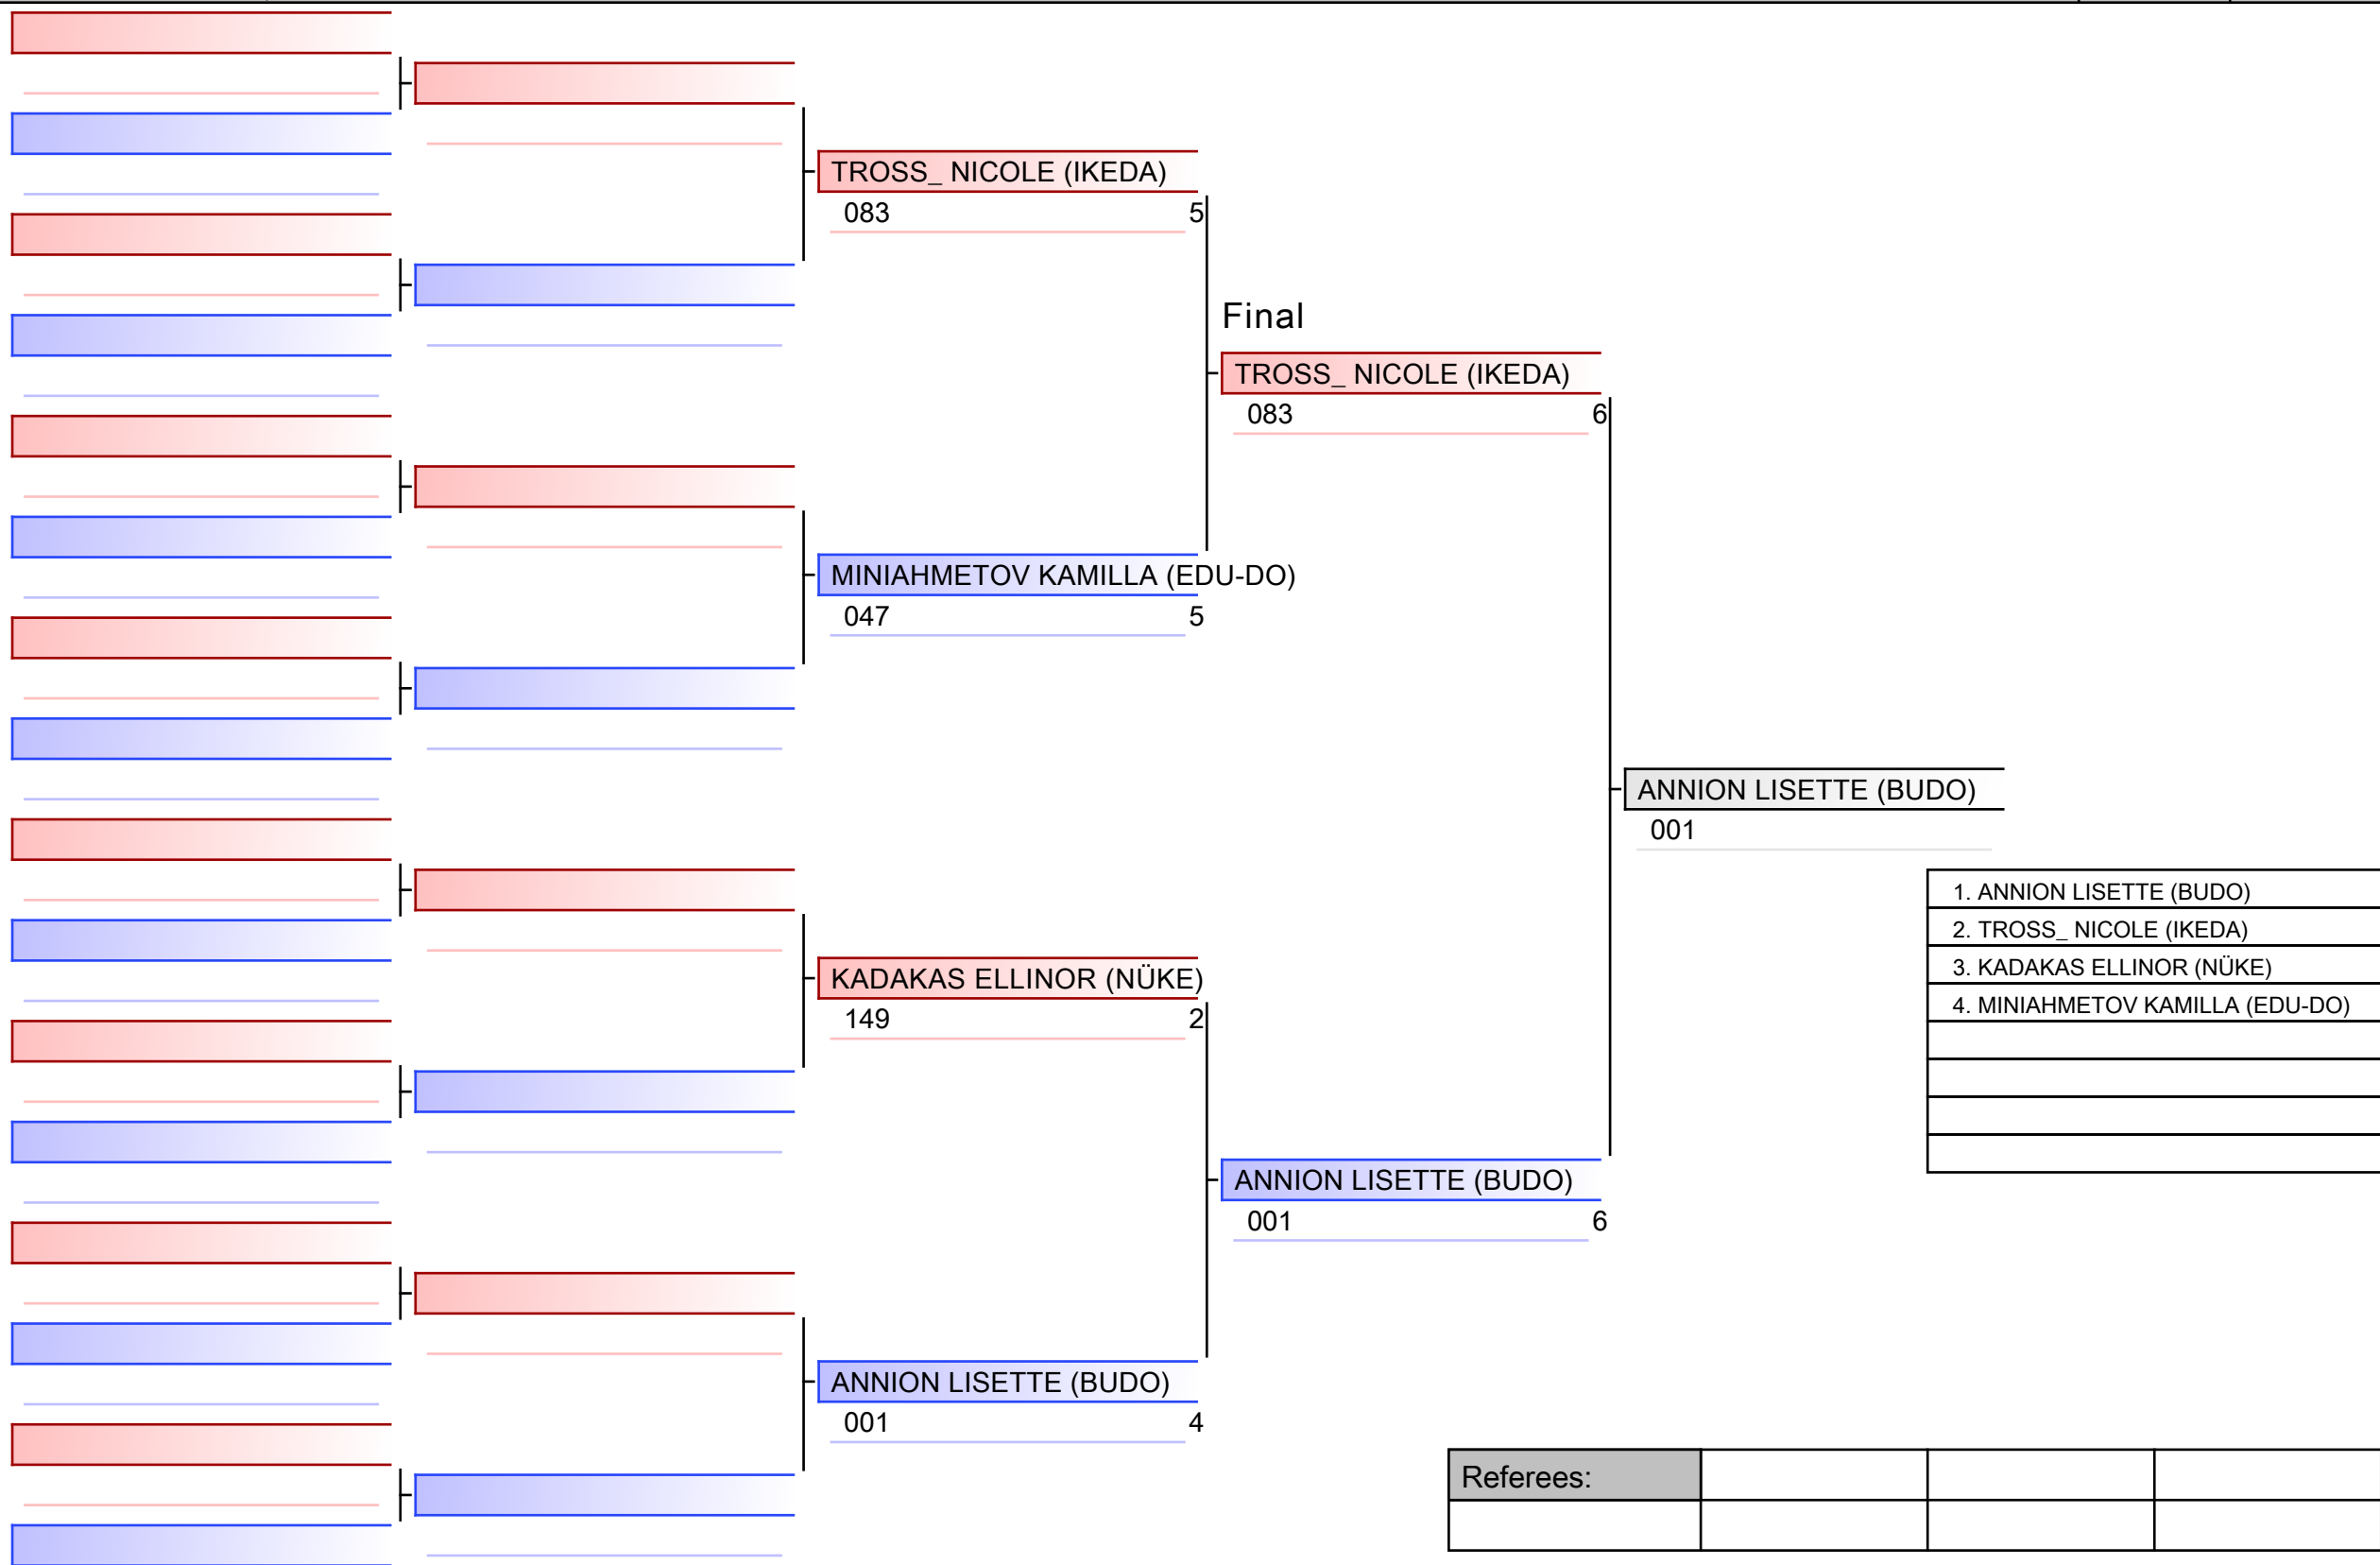 TROSS_ NICOLE (IKEDA)
083 5
Final
TROSS_ NICOLE (IKEDA)
083 6
MINIAHMETOV KAMILLA (EDU-DO)
047 5
ANNION LISETTE (BUDO)
001
1. ANNION LISETTE (BUDO)
2. TROSS_ NICOLE (IKEDA)
3. KADAKAS ELLINOR (NÜKE)
4. MINIAHMETOV KAMILLA (EDU-DO)
KADAKAS ELLINOR (NÜKE)
149 2
ANNION LISETTE (BUDO)
001 6
ANNION LISETTE (BUDO)
001 4
Referees: